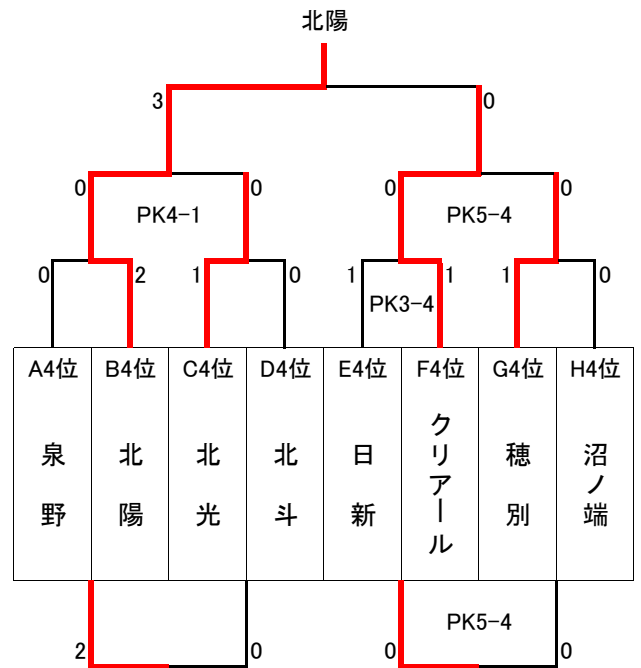 北陽
3 0
0 0 0 0
PK4-1 PK5-4
0 2 1 0 1 1 1 0
PK3-4
A4位 B4位 C4位 D4位 E4位 F4位 G4位 H4位
泉野 北陽 北光 北斗 日新 クリアール 穂別 沼ノ端
PK5-4
2 0 0 0